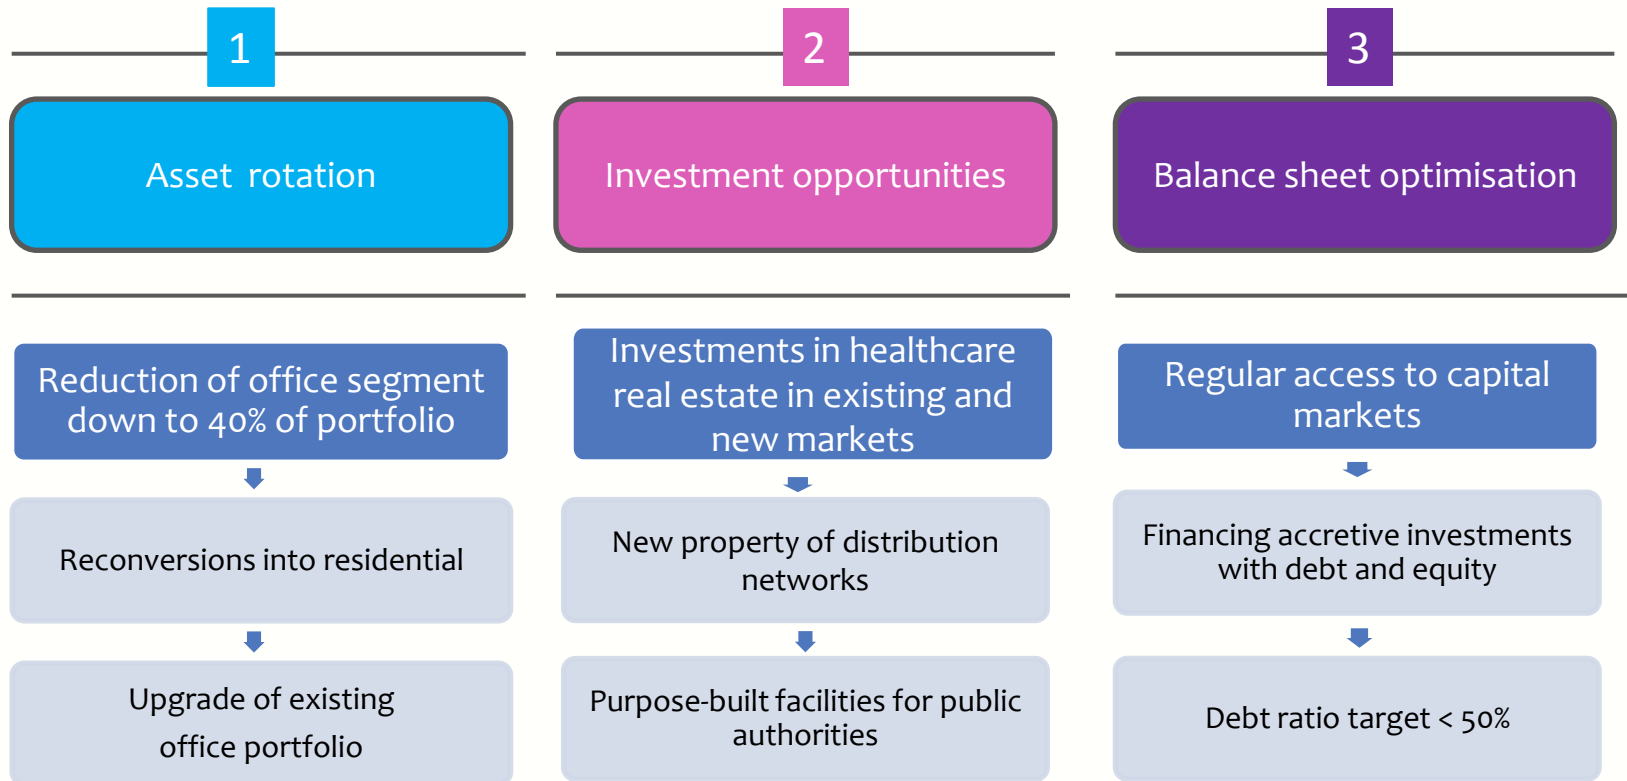 1
Asset rotation
Reduction of office segment
down to 40% of portfolio
Reconversions into residential
Upgrade of existing
office portfolio
2
Investment opportunities
Investments in healthcare
real estate in existing and
new markets
New property of distribution
networks
Purpose-built facilities for public
authorities
3
Balance sheet optimisation
Regular access to capital
markets
Financing accretive investments
with debt and equity
Debt ratio target < 50%